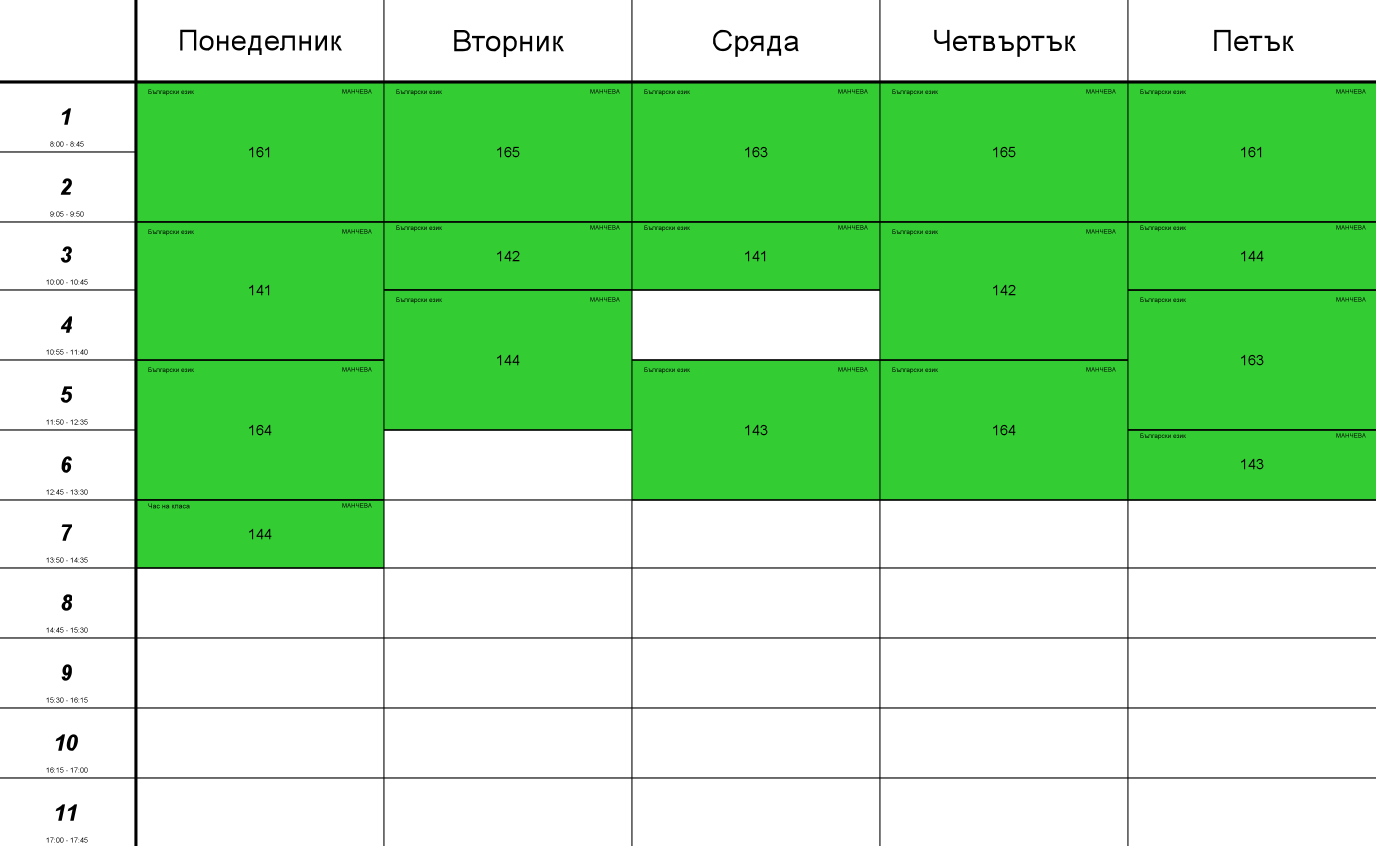 Понеделник Вторник Сряда Четвъртък Петък
1
8:00 - 8:45
Български език МАНЧЕВА
161
Български език МАНЧЕВА
165
Български език МАНЧЕВА
163
Български език МАНЧЕВА
165
Български език МАНЧЕВА
161
2
9:05 - 9:50
3
10:00 - 10:45
Български език МАНЧЕВА
141
Български език МАНЧЕВА
142
Български език МАНЧЕВА
141
Български език МАНЧЕВА
142
Български език МАНЧЕВА
144
4
10:55 - 11:40
Български език МАНЧЕВА
144
Български език МАНЧЕВА
163
5
11:50 - 12:35
Български език МАНЧЕВА
164
Български език МАНЧЕВА
143
Български език МАНЧЕВА
164
6
12:45 - 13:30
Български език МАНЧЕВА
143
7
13:50 - 14:35
Час на класа МАНЧЕВА
144
8
14:45 - 15:30
9
15:30 - 16:15
10
16:15 - 17:00
11
17:00 - 17:45